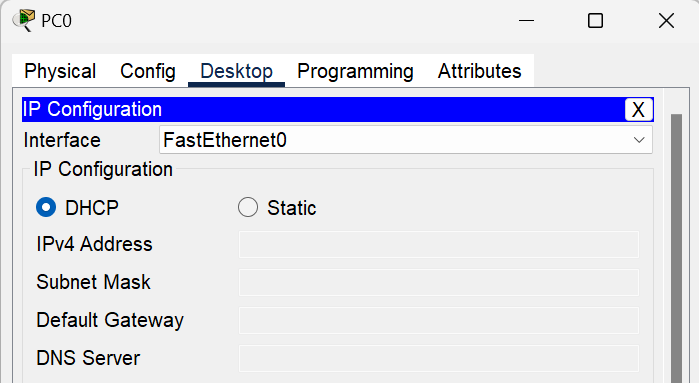 PC0
Physical Config Desktop Programming Attributes
IP Configuration X
Interface FastEthernet0
IP Configuration
DHCP Static
IPv4 Address
Subnet Mask
Default Gateway
DNS Server